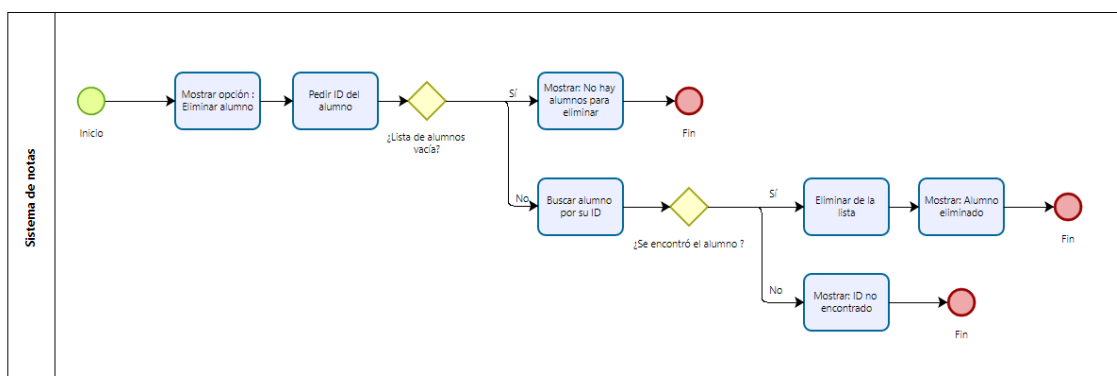 Sistema de notas
Inicio
Mostrar opción :
Eliminar alumno
Pedir ID del
alumno
¿Lista de alumnos
vacía?
Sí
Mostrar: No hay
alumnos para
eliminar
Fin
No
Buscar alumno
por su ID
¿Se encontró el alumno ?
Sí
Eliminar de la
lista
Mostrar: Alumno
eliminado
Fin
No
Mostrar: ID no
encontrado
Fin